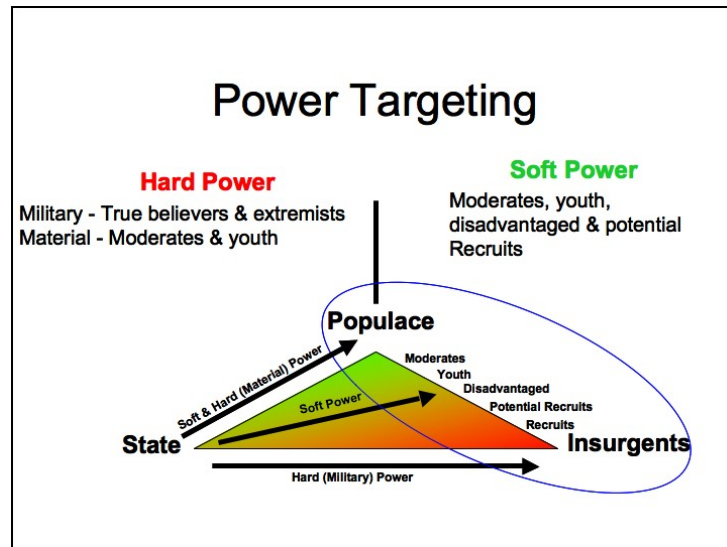 Power Targeting
Hard Power
Military - True believers & extremists
Material - Moderates & youth
Soft Power
Moderates, youth,
disadvantaged & potential
Recruits
Populace
Soft & Hard (Material) Power
Soft Power
Moderates
Youth
Disadvantaged
Potential Recruits
Recruits
State
Insurgents
Hard (Military) Power